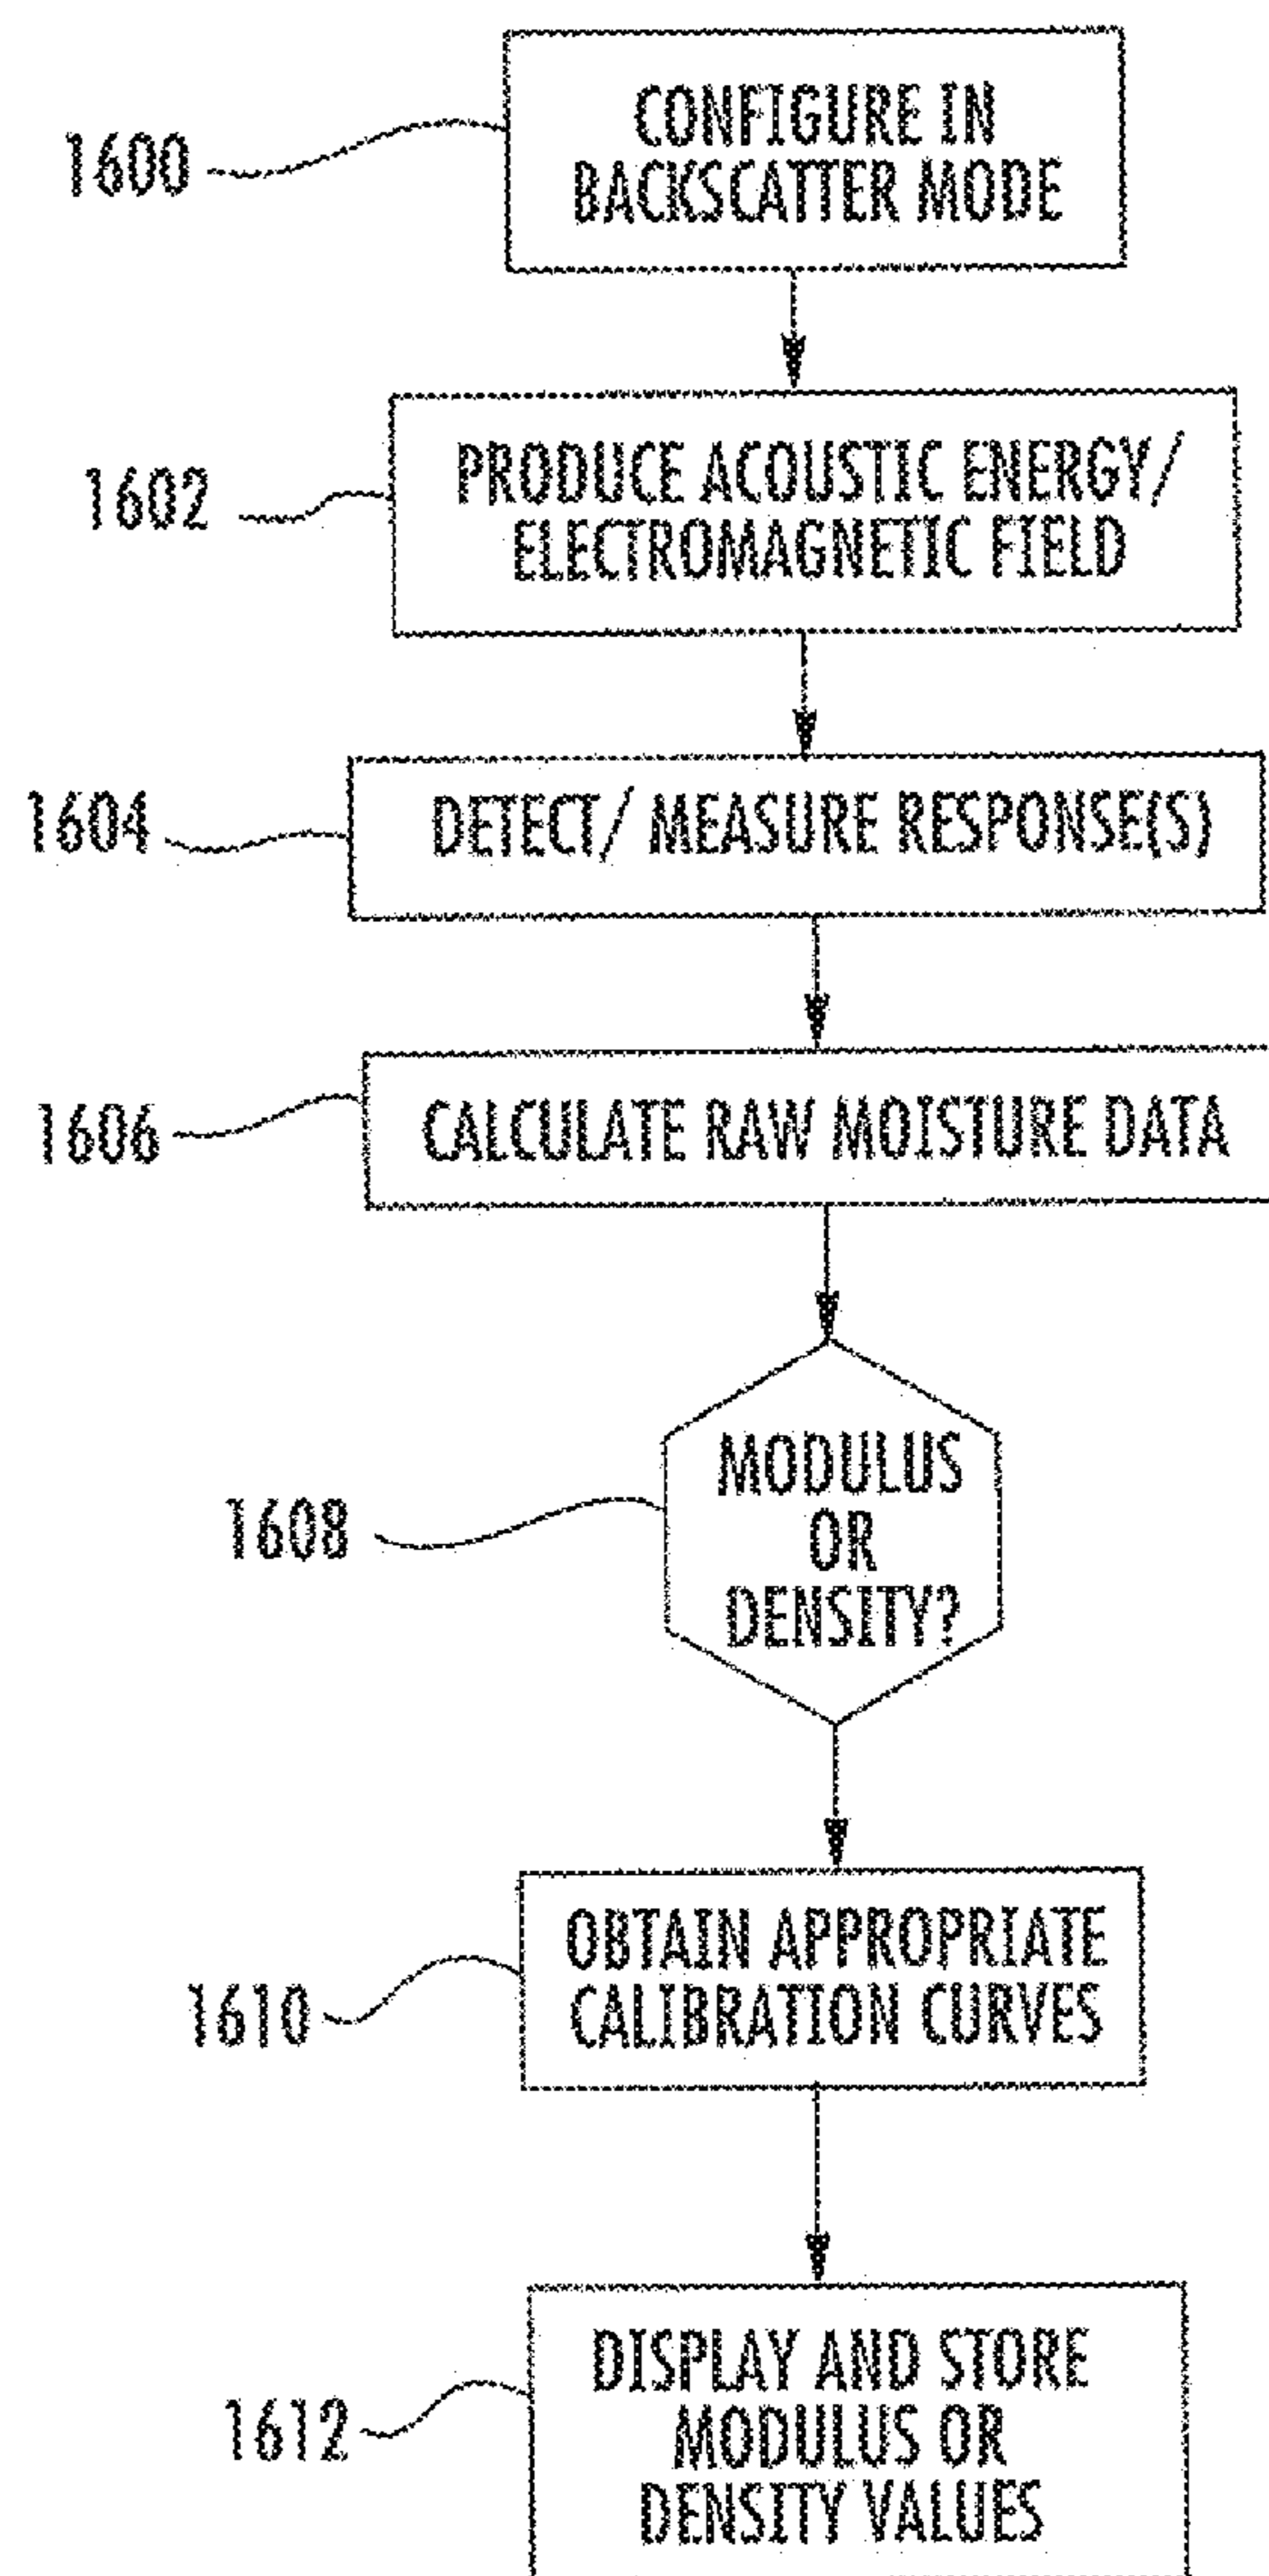 1600
CONFIGURE IN
BACKSCATTER MODE
1602
PRODUCE ACOUSTIC ENERGY/
ELECTROMAGNETIC FIELD
1604
DETECT/ MEASURE RESPONSE(S)
1606
CALCULATE RAW MOISTURE DATA
1608
MODULUS
OR
DENSITY?
1610
OBTAIN APPROPRIATE
CALIBRATION CURVES
1612
DISPLAY AND STORE
MODULUS OR
DENSITY VALUES